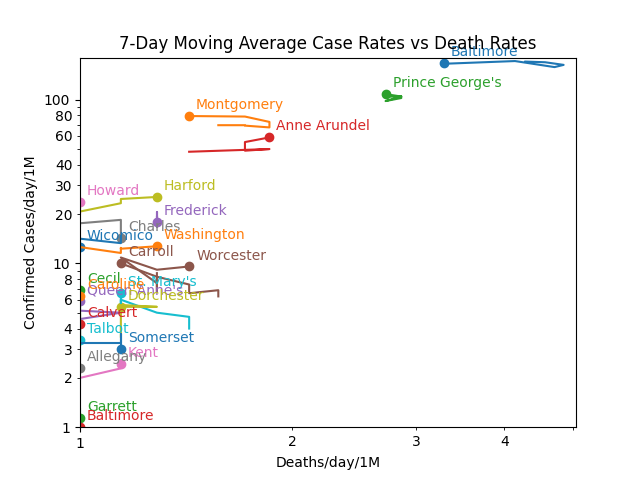 7-Day Moving Average Case Rates vs Death Rates
Baltimore
Prince George's
Montgomery
Anne Arundel
Howard
Harford
Frederick
Charles
Wicomico
Washington
Carroll
Worcester
Cecil
St. Mary's
Caroline
Queen Anne's
Dorchester
Calvert
Talbot
Somerset
Kent
Allegany
Garrett
Baltimore
100
80
60
40
30
20
10
8
6
4
3
2
1
1
2
3
4
Confirmed Cases/day/1M
Deaths/day/1M